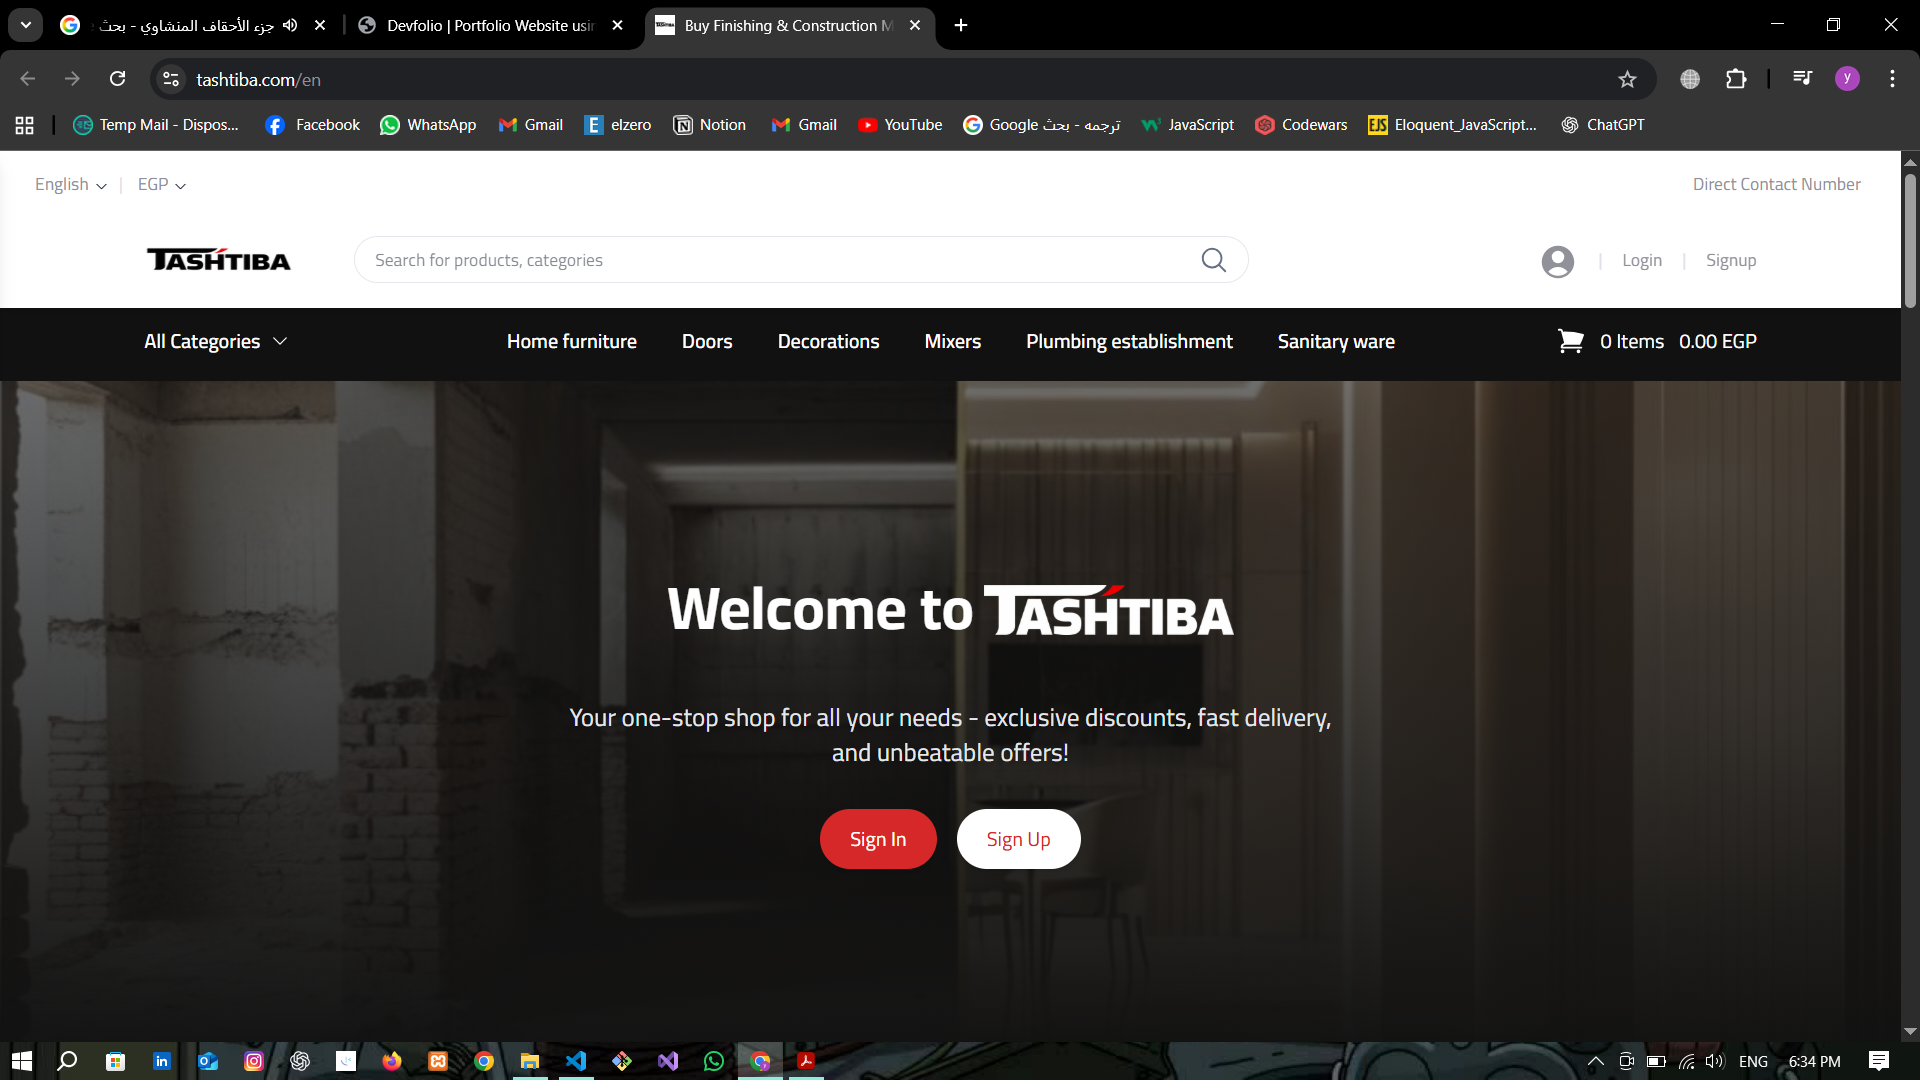 جزء الأحقاف المنشاوي - بحث
Devfolio | Portfolio Website usin
Buy Finishing & Construction M
tashtiba.com/en
y
Temp Mail - Dispos...
Facebook
WhatsApp
Gmail
elzero
Notion
Gmail
YouTube
ترجمه - بحث Google
JavaScript
Codewars
Eloquent_JavaScript...
ChatGPT
English
EGP
Direct Contact Number
TASHTIBA
Search for products, categories
Login
Signup
All Categories
Home furniture
Doors
Decorations
Mixers
Plumbing establishment
Sanitary ware
0 Items 0.00 EGP
Welcome to TASHTIBA
Your one-stop shop for all your needs - exclusive discounts, fast delivery,
and unbeatable offers!
Sign In
Sign Up
ENG
6:34 PM